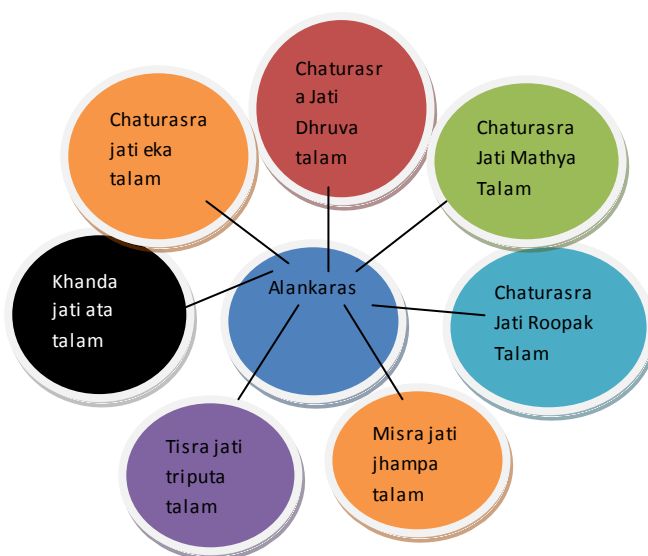 Chaturasr
a Jati
Dhruva
talam
Chaturasra
Jati Mathya
Talam
Chaturasra
Jati Roopak
Talam
Misra jati
jhampa
talam
Tisra jati
triputa
talam
Khanda
jati ata
talam
Chaturasra
jati eka
talam
Alankaras